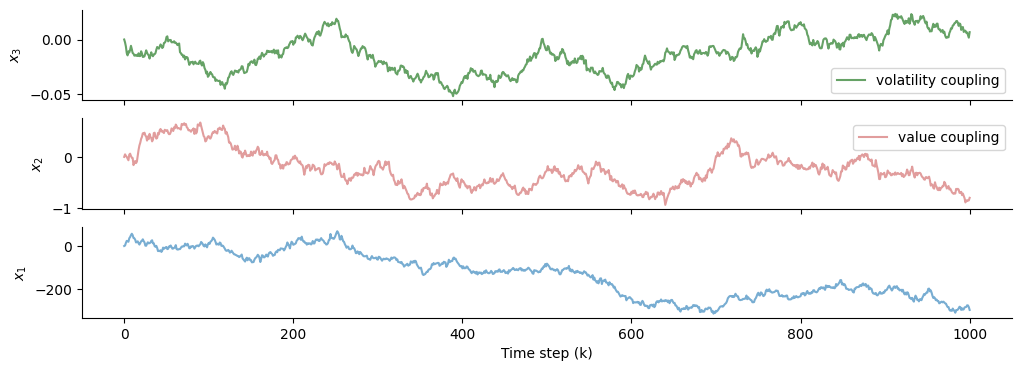 x₃
0.00
−0.05
volatility coupling
x₂
0
−1
value coupling
x₁
0
−200
0 200 400 600 800 1000
Time step (k)